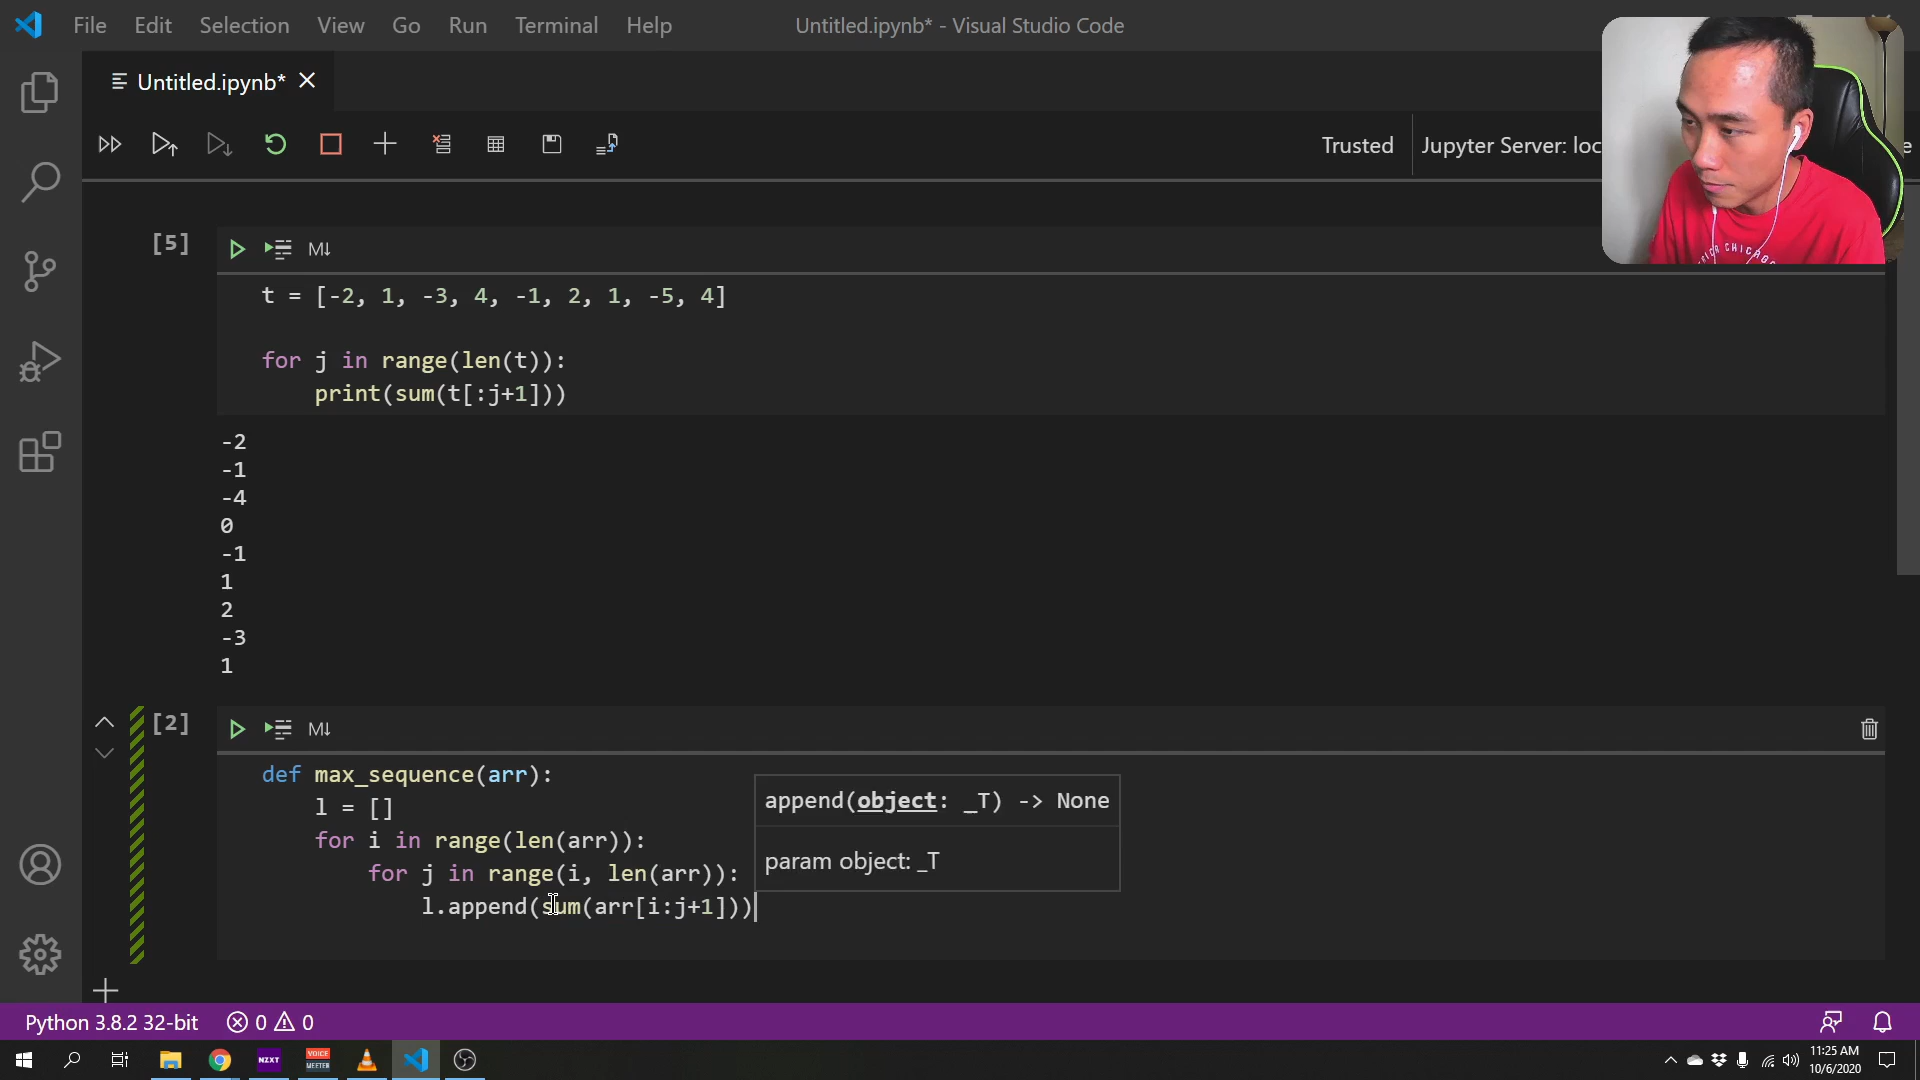 File Edit Selection View Go Run Terminal Help Untitled.ipynb* - Visual Studio Code
Untitled.ipynb*
Trusted Jupyter Server: loc
[5] M↓
t = [-2, 1, -3, 4, -1, 2, 1, -5, 4]
for j in range(len(t)):
print(sum(t[:j+1]))
-2
-1
-4
0
-1
1
2
-3
1
[2] M↓
def max_sequence(arr):
l = []
for i in range(len(arr)):
for j in range(i, len(arr)):
l.append(sum(arr[i:j+1]))
append(object: _T) -> None
param object: _T
Python 3.8.2 32-bit 0 0
NZXT
VOICE
MEETER
11:25 AM
10/6/2020